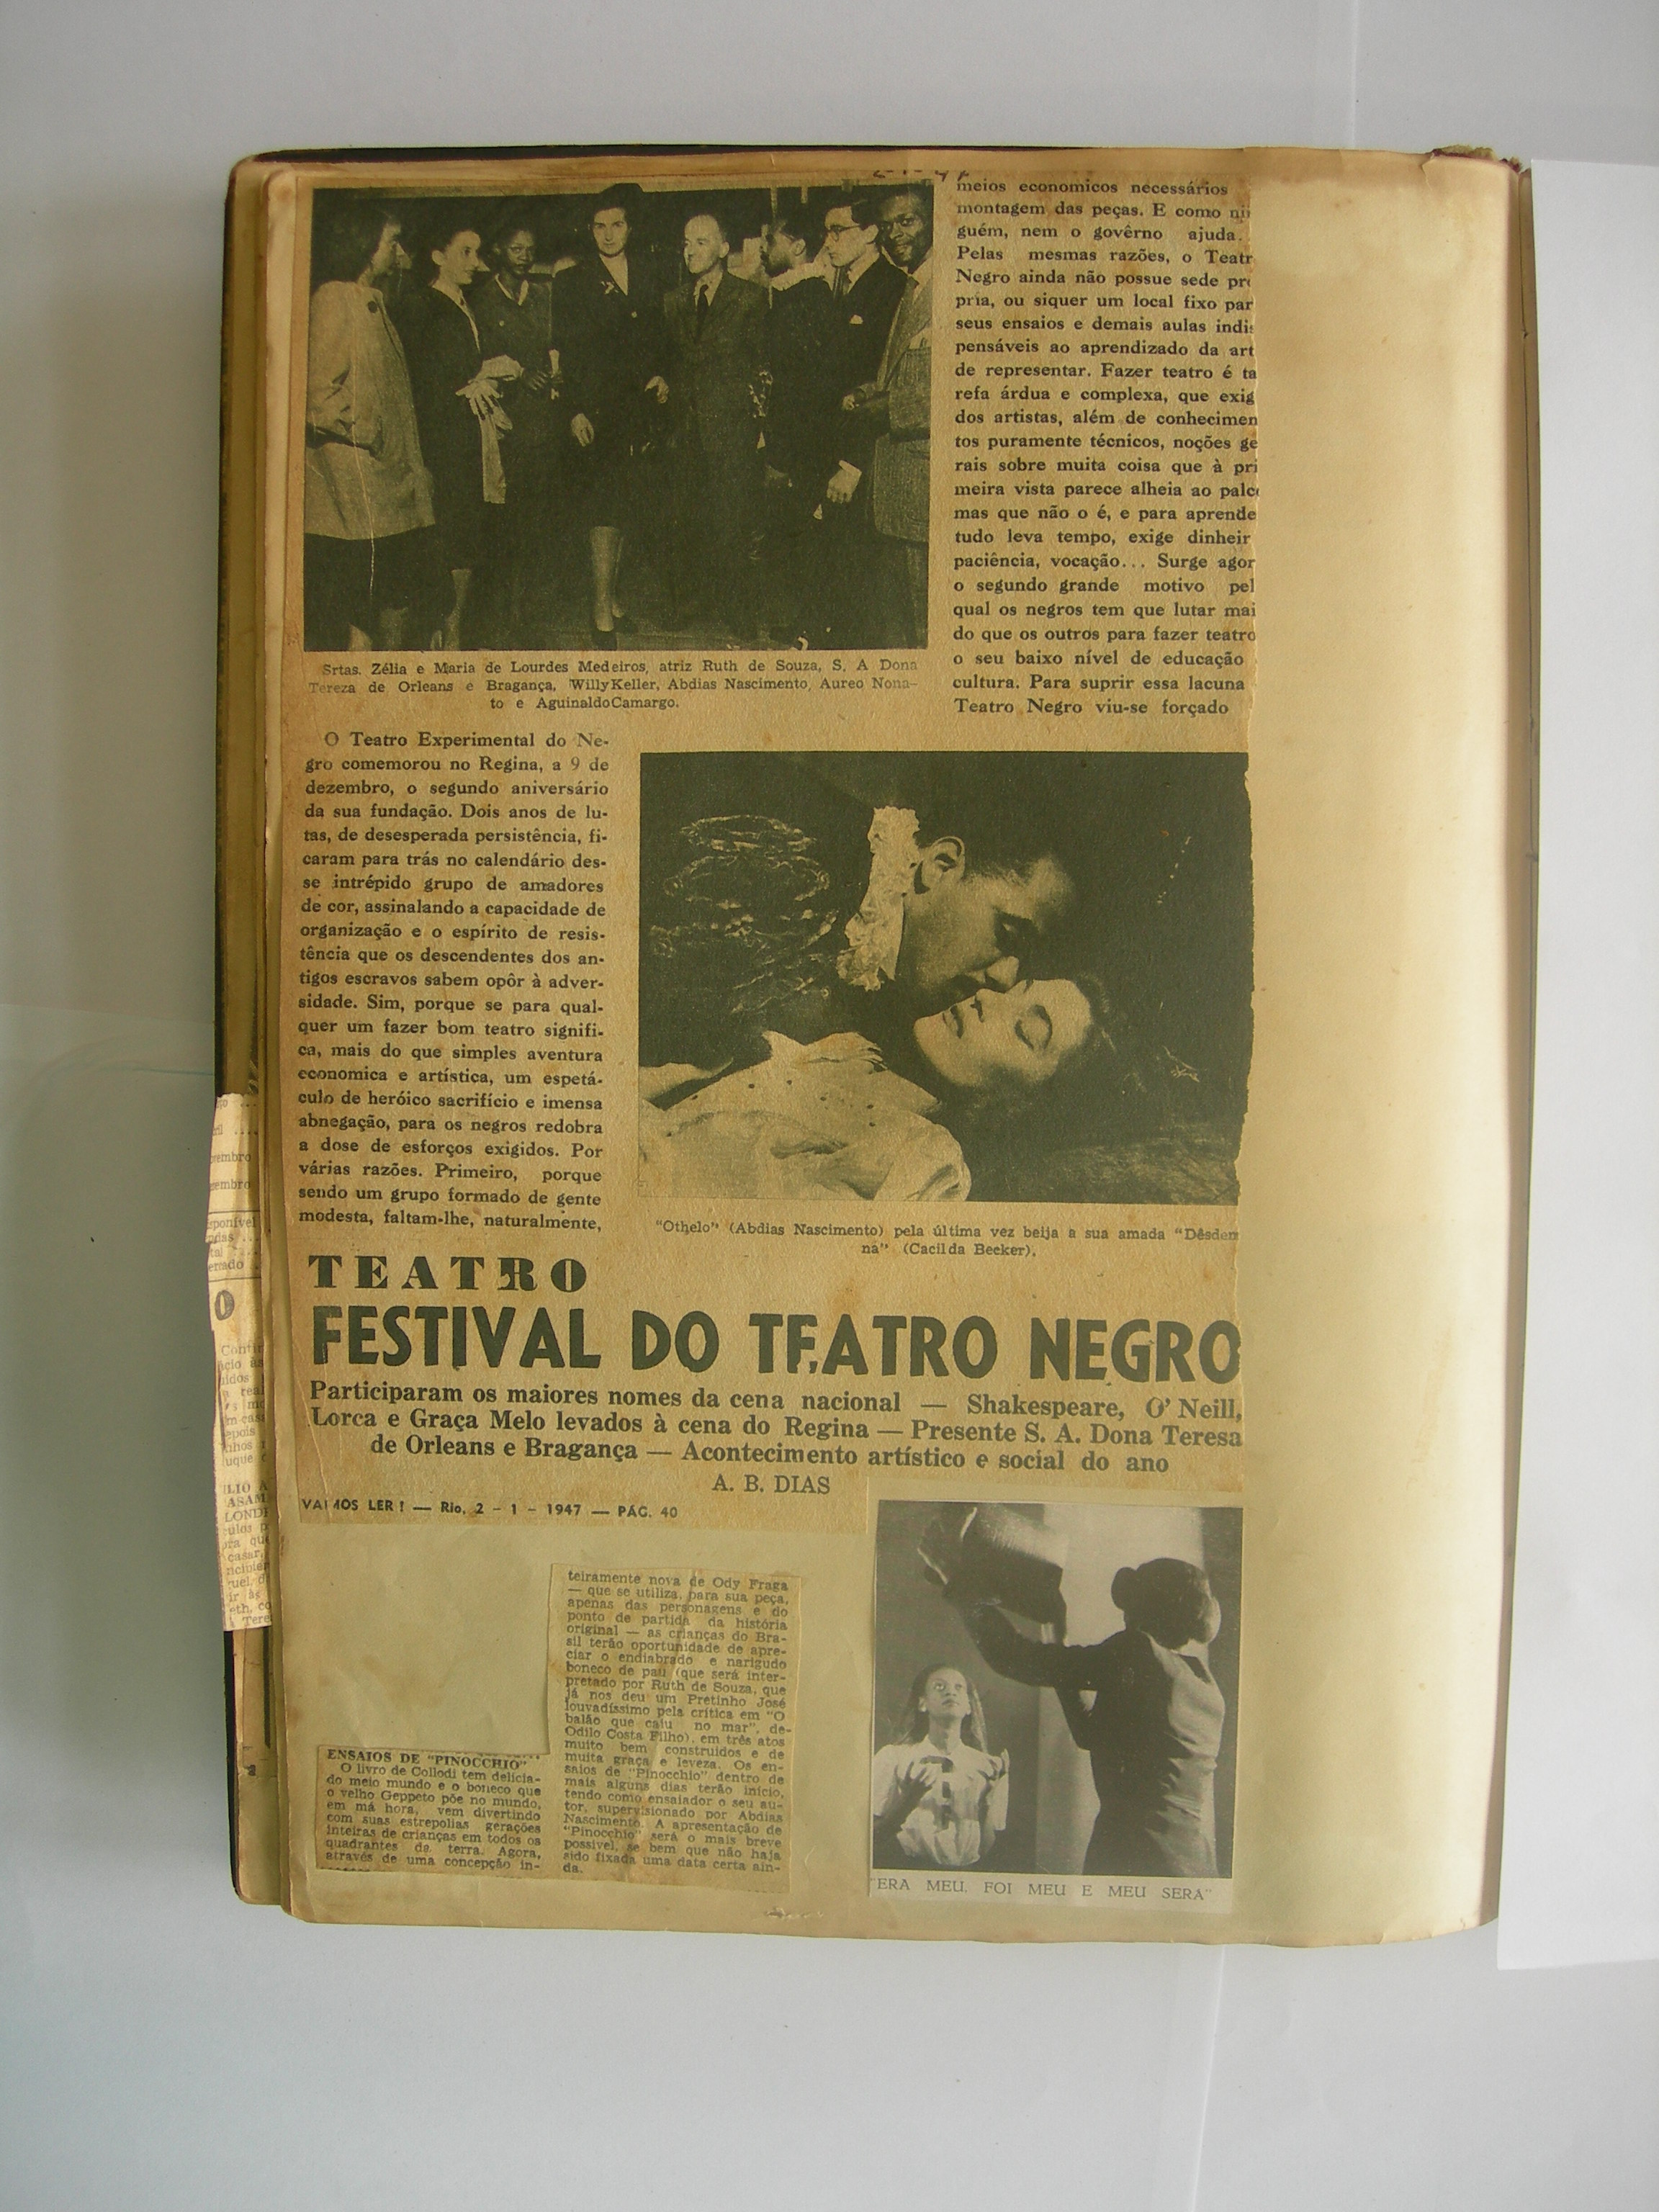 Srtas. Zélia e Maria de Lourdes Medeiros, atriz Ruth de Souza, S, A Dona
Tereza de Orleans e Bragança, Willy Keller, Abdias Nascimento, Aureo Nona-
to e Aguinaldo Camargo.
O Teatro Experimental do Ne-
gro comemorou no Regina, a 9 de
dezembro, o segundo aniversário
da sua fundação. Dois anos de lu-
tas, de desesperada persistência, fi-
caram para trás no calendário des-
se intrépido grupo de amadores
de cor, assinalando a capacidade de
organização e o espírito de resis-
tência que os descendentes dos an-
tigos escravos sabem opôr à adver-
sidade. Sim, porque se para qual-
quer um fazer bom teatro signifi-
ca, mais do que simples aventura
economica e artística, um espetá-
culo de heróico sacrifício e imensa
abnegação, para os negros redobra
a dose de esforços exigidos. Por
várias razões. Primeiro, porque
sendo um grupo formado de gente
modesta, faltam-lhe, naturalmente,
meios economicos necessários
montagem das peças. E como ni
guém, nem o govêrno ajuda.
Pelas mesmas razões, o Teatr
Negro ainda não possue sede pro
pria, ou siquer um local fixo par
seus ensaios e demais aulas indis
pensáveis ao aprendizado da art
de representar. Fazer teatro é ta
refa árdua e complexa, que exig
dos artistas, além de conhecimen
tos puramente técnicos, noções ge
rais sobre muita coisa que à pri
meira vista parece alheia ao palco
mas que não o é, e para aprende
tudo leva tempo, exige dinheir
paciência, vocação... Surge agor
o segundo grande motivo pel
qual os negros tem que lutar mai
do que os outros para fazer teatro
o seu baixo nível de educação
cultura. Para suprir essa lacuna
Teatro Negro viu-se forçado
"Othelo" (Abdias Nascimento) pela última vez beija a sua amada "Dêsdem
na" (Cacilda Becker).
TEATRO
FESTIVAL DO TEATRO NEGRO
Participaram os maiores nomes da cena nacional — Shakespeare, O' Neill,
Lorca e Graça Melo levados à cena do Regina — Presente S. A. Dona Teresa
de Orleans e Bragança — Acontecimento artístico e social do ano
A. B. DIAS
VAMOS LER! — Rio, 2 - 1 - 1947 — PÁG. 40
ENSAIOS DE "PINOCCHIO"
O livro de Collodi tem delicia-
do meio mundo e o boneco que
o velho Geppeto põe no mundo,
em má hora, vem divertindo
com suas estrepolias gerações
inteiras de crianças em todos os
quadrantes da terra. Agora,
através de uma concepção in-
teiramente nova de Ody Fraga
— que se utiliza, para sua peça,
apenas das personagens e do
ponto de partida da história
original — as crianças do Bra-
sil terão oportunidade de apre-
ciar o endiabrado e narigudo
boneco de pau (que será inter-
pretado por Ruth de Souza, que
já nos deu um Pretinho José
louvadíssimo pela crítica em "O
balão que caiu no mar", de-
Odilo Costa Filho), em três atos
muito bem construidos e de
muita graça e leveza. Os en-
saios de "Pinocchio" dentro de
mais alguns dias terão início,
tendo como ensaiador o seu au-
tor, supervisionado por Abdias
Nascimento. A apresentação de
"Pinocchio" será o mais breve
possivel, se bem que não haja
sido fixada uma data certa ain-
da.
"ERA MEU, FOI MEU E MEU SERA"